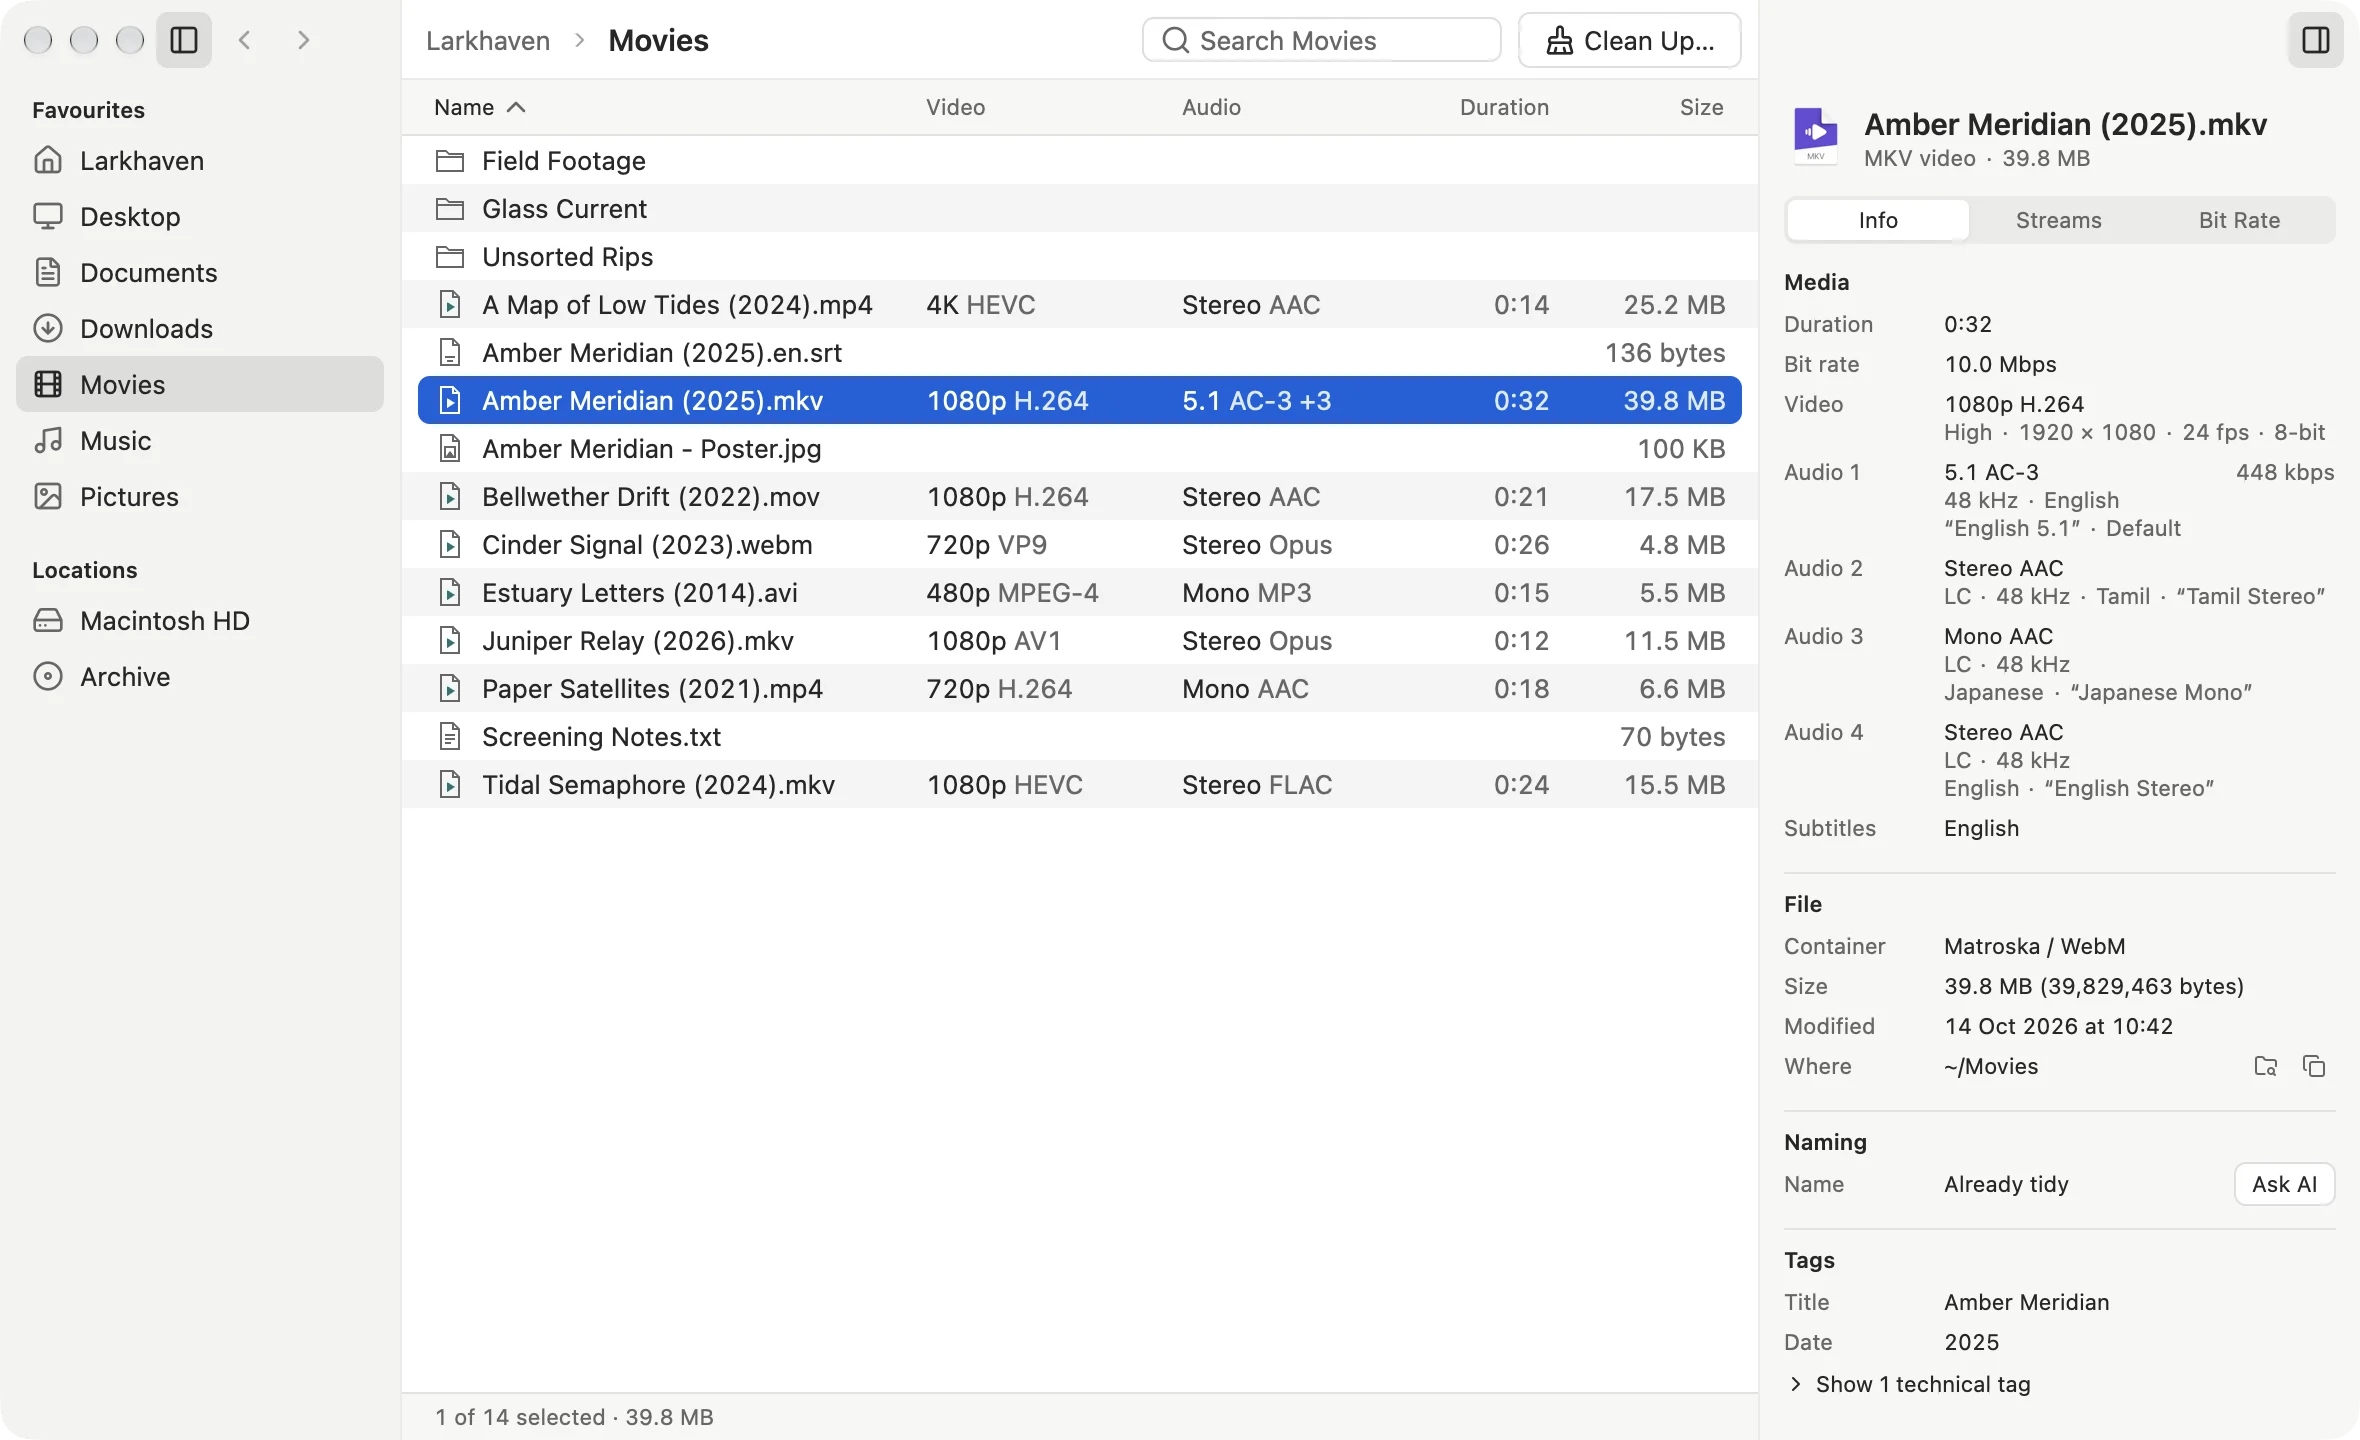 Favourites
Larkhaven
Desktop
Documents
Downloads
Movies
Music
Pictures
Locations
Macintosh HD
Archive
Larkhaven › Movies
Search Movies
Clean Up...
Name Video Audio Duration Size
Field Footage
Glass Current
Unsorted Rips
A Map of Low Tides (2024).mp4 4K HEVC Stereo AAC 0:14 25.2 MB
Amber Meridian (2025).en.srt 136 bytes
Amber Meridian (2025).mkv 1080p H.264 5.1 AC-3 +3 0:32 39.8 MB
Amber Meridian - Poster.jpg 100 KB
Bellwether Drift (2022).mov 1080p H.264 Stereo AAC 0:21 17.5 MB
Cinder Signal (2023).webm 720p VP9 Stereo Opus 0:26 4.8 MB
Estuary Letters (2014).avi 480p MPEG-4 Mono MP3 0:15 5.5 MB
Juniper Relay (2026).mkv 1080p AV1 Stereo Opus 0:12 11.5 MB
Paper Satellites (2021).mp4 720p H.264 Mono AAC 0:18 6.6 MB
Screening Notes.txt 70 bytes
Tidal Semaphore (2024).mkv 1080p HEVC Stereo FLAC 0:24 15.5 MB
1 of 14 selected · 39.8 MB
MKV
Amber Meridian (2025).mkv
MKV video · 39.8 MB
Info Streams Bit Rate
Media
Duration 0:32
Bit rate 10.0 Mbps
Video 1080p H.264
High · 1920 × 1080 · 24 fps · 8-bit
Audio 1 5.1 AC-3 448 kbps
48 kHz · English
“English 5.1” · Default
Audio 2 Stereo AAC
LC · 48 kHz · Tamil · “Tamil Stereo”
Audio 3 Mono AAC
LC · 48 kHz
Japanese · “Japanese Mono”
Audio 4 Stereo AAC
LC · 48 kHz
English · “English Stereo”
Subtitles English
File
Container Matroska / WebM
Size 39.8 MB (39,829,463 bytes)
Modified 14 Oct 2026 at 10:42
Where ~/Movies
Naming
Name Already tidy Ask AI
Tags
Title Amber Meridian
Date 2025
Show 1 technical tag